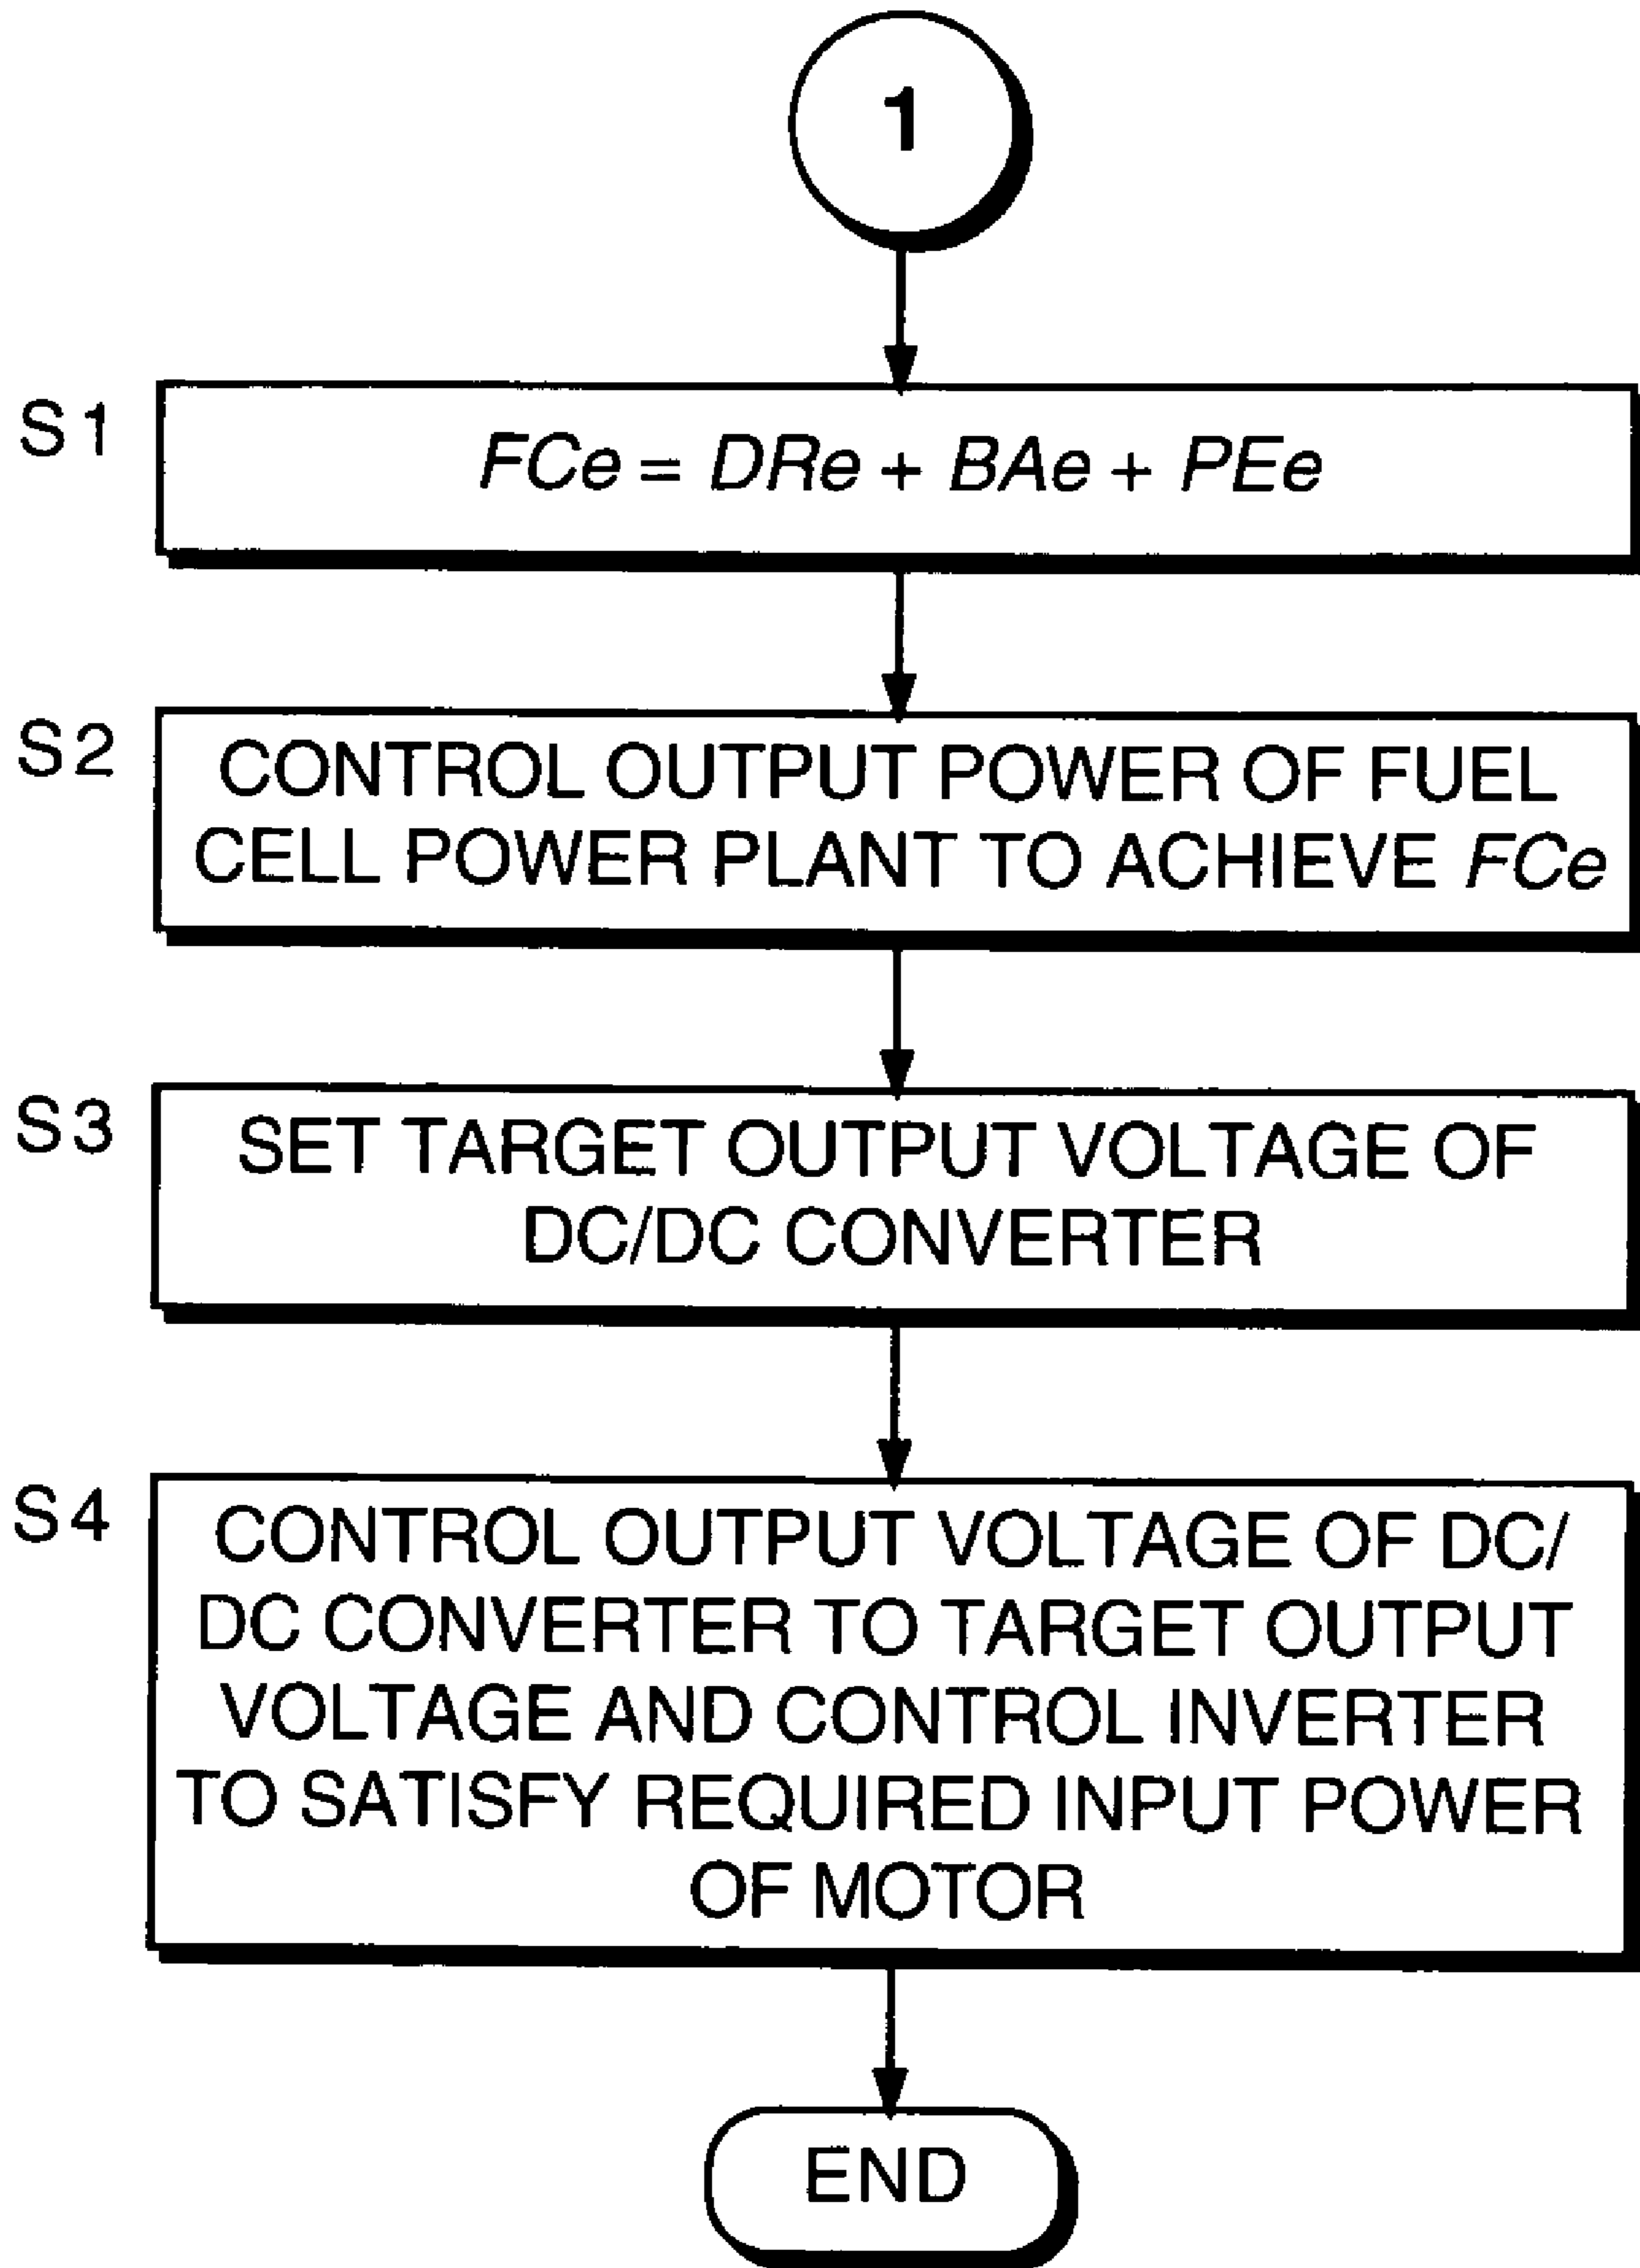 1
S1
FCe = DRe + BAe + PEe
S2
CONTROL OUTPUT POWER OF FUEL
CELL POWER PLANT TO ACHIEVE FCe
S3
SET TARGET OUTPUT VOLTAGE OF
DC/DC CONVERTER
S4
CONTROL OUTPUT VOLTAGE OF DC/
DC CONVERTER TO TARGET OUTPUT
VOLTAGE AND CONTROL INVERTER
TO SATISFY REQUIRED INPUT POWER
OF MOTOR
END